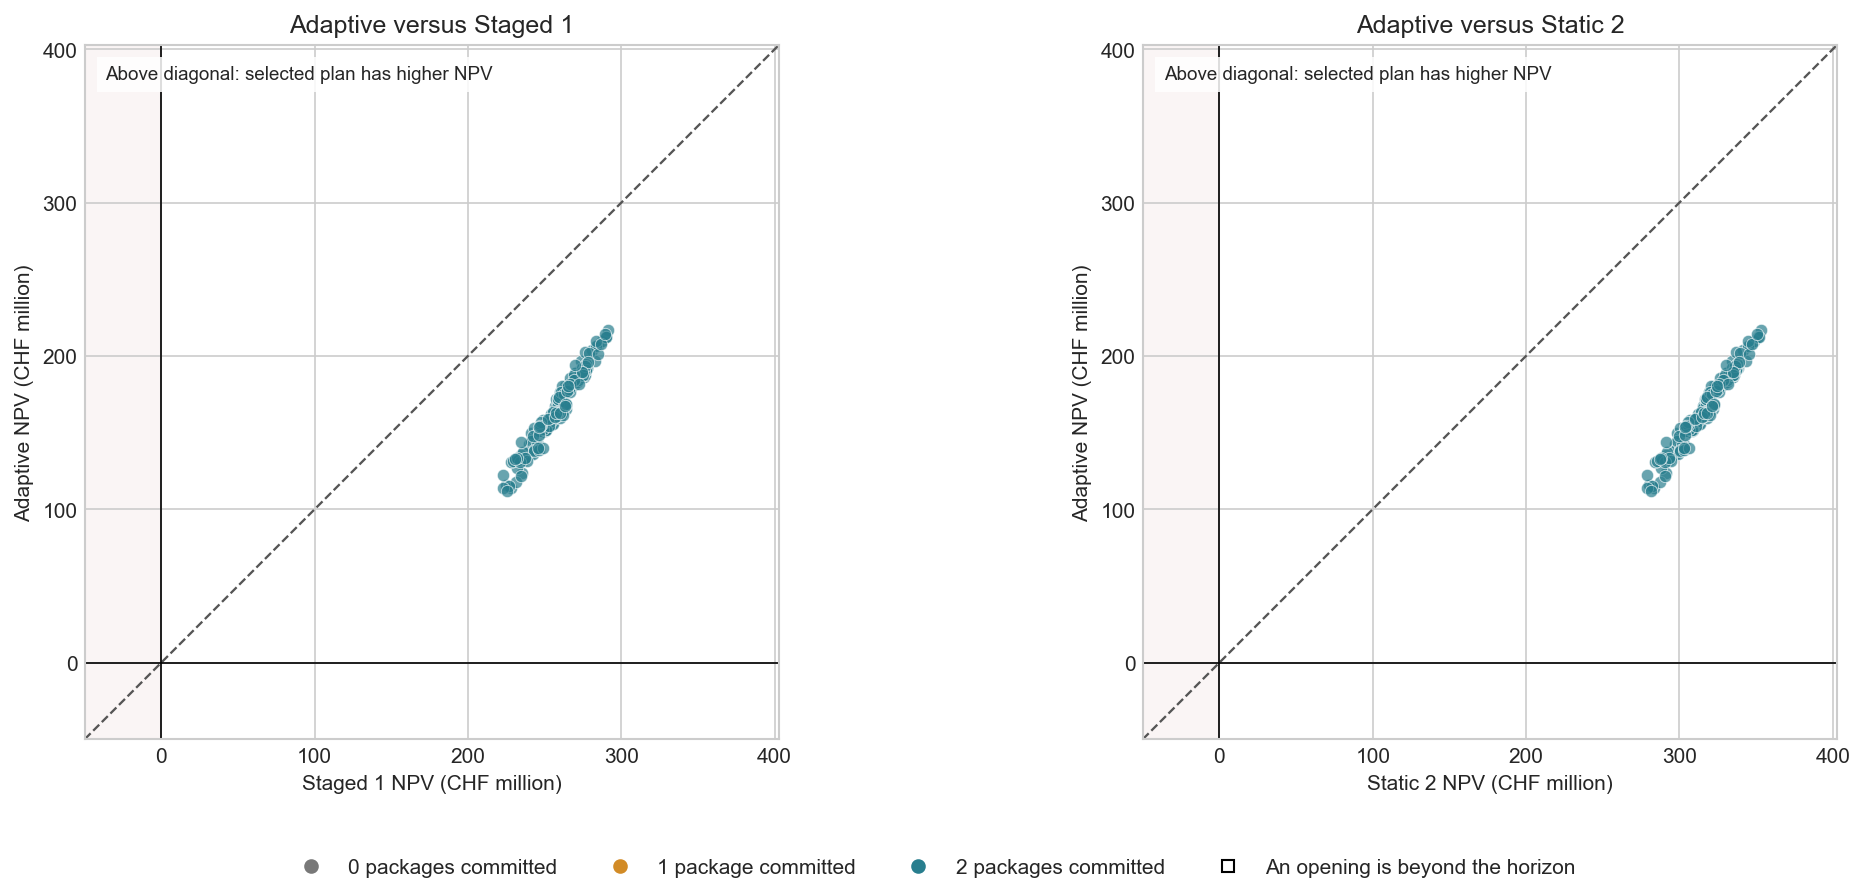 Adaptive versus Staged 1
Above diagonal: selected plan has higher NPV
400
300
200
100
0
Adaptive NPV (CHF million)
0 100 200 300 400
Staged 1 NPV (CHF million)
Adaptive versus Static 2
Above diagonal: selected plan has higher NPV
400
300
200
100
0
Adaptive NPV (CHF million)
0 100 200 300 400
Static 2 NPV (CHF million)
0 packages committed 1 package committed 2 packages committed An opening is beyond the horizon